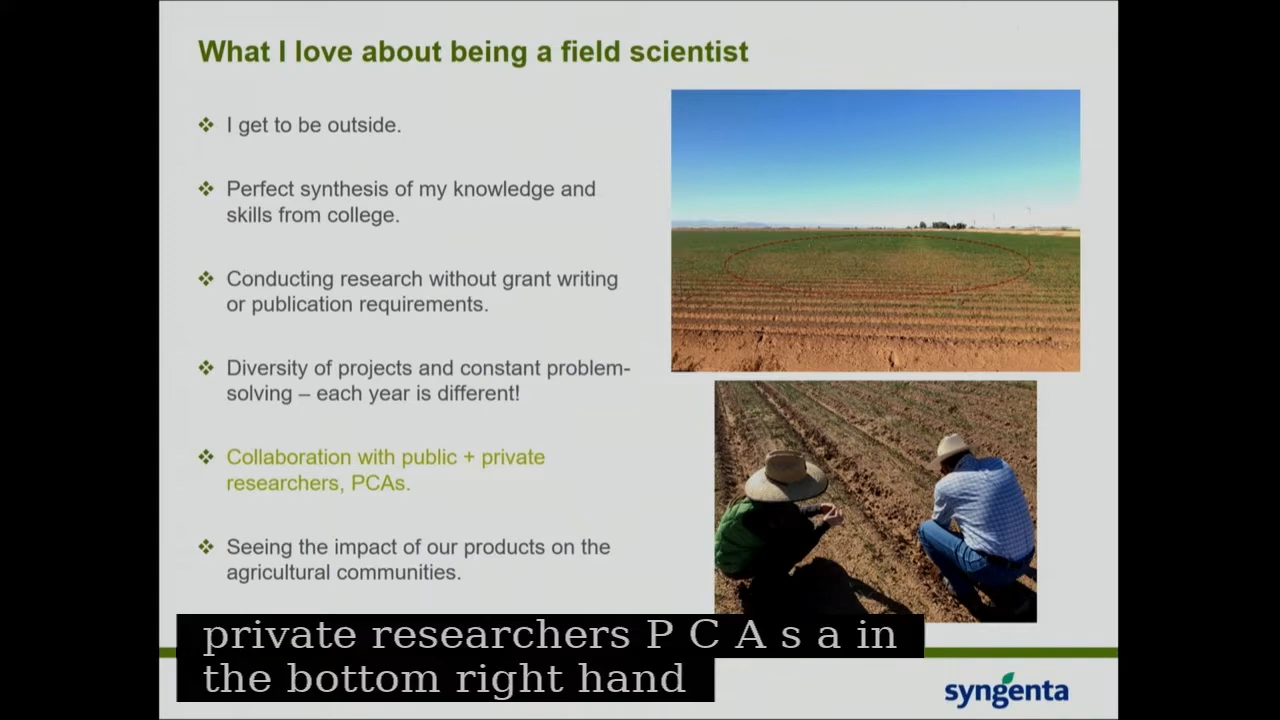 What I love about being a field scientist
I get to be outside.
Perfect synthesis of my knowledge and
skills from college.
Conducting research without grant writing
or publication requirements.
Diversity of projects and constant problem-
solving – each year is different!
Collaboration with public + private
researchers, PCAs.
Seeing the impact of our products on the
agricultural communities.
private researchers P C A s a in
the bottom right hand
syngenta